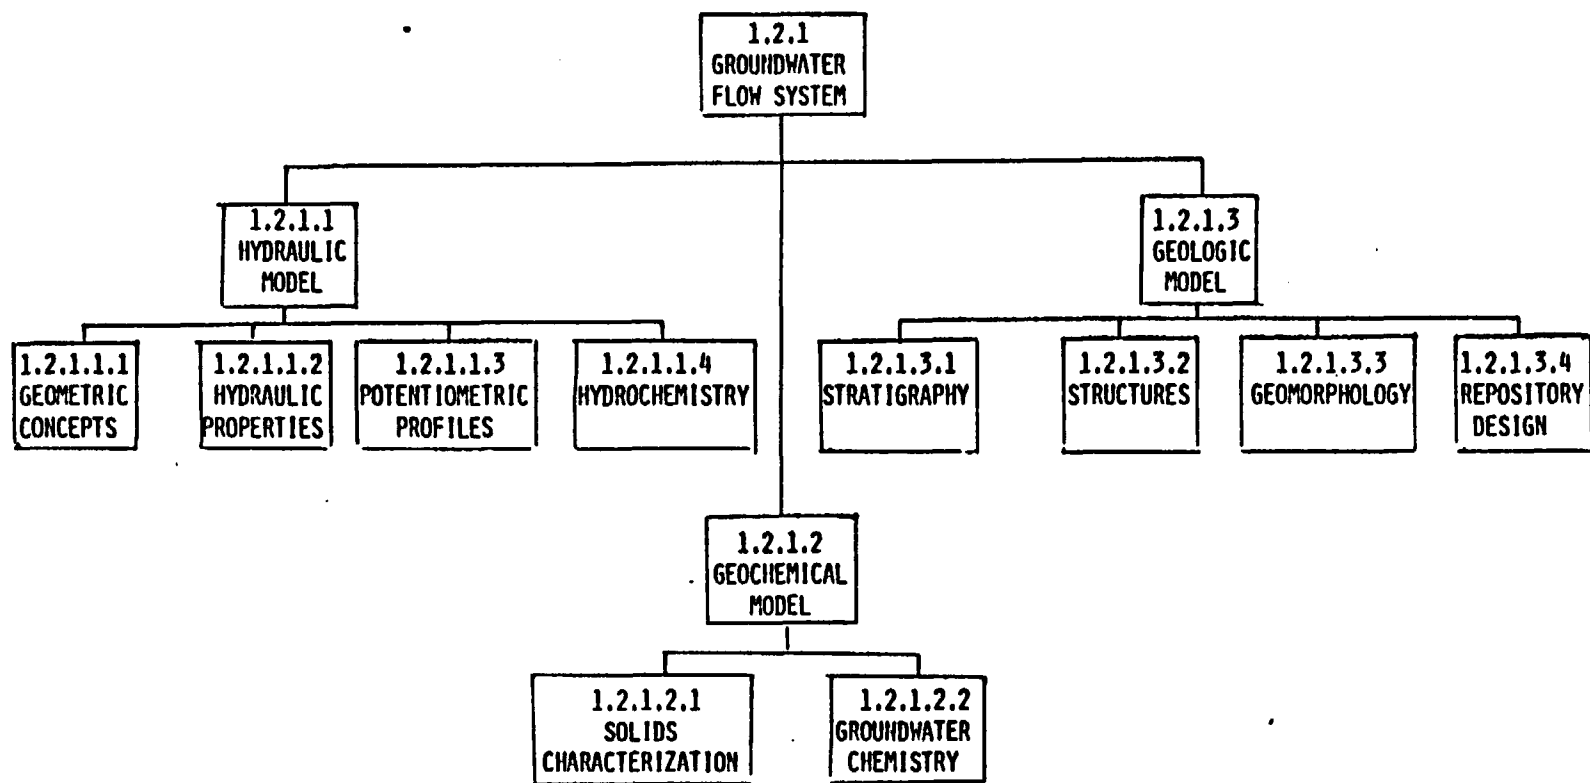 1.2.1
GROUNDWATER
FLOW SYSTEM
1.2.1.1
HYDRAULIC
MODEL
1.2.1.3
GEOLOGIC
MODEL
1.2.1.1.1
GEOMETRIC
CONCEPTS
1.2.1.1.2
HYDRAULIC
PROPERTIES
1.2.1.1.3
POTENTIOMETRIC
PROFILES
1.2.1.1.4
HYDROCHEMISTRY
1.2.1.3.1
STRATIGRAPHY
1.2.1.3.2
STRUCTURES
1.2.1.3.3
GEOMORPHOLOGY
1.2.1.3.4
REPOSITORY
DESIGN
1.2.1.2
GEOCHEMICAL
MODEL
1.2.1.2.1
SOLIDS
CHARACTERIZATION
1.2.1.2.2
GROUNDWATER
CHEMISTRY